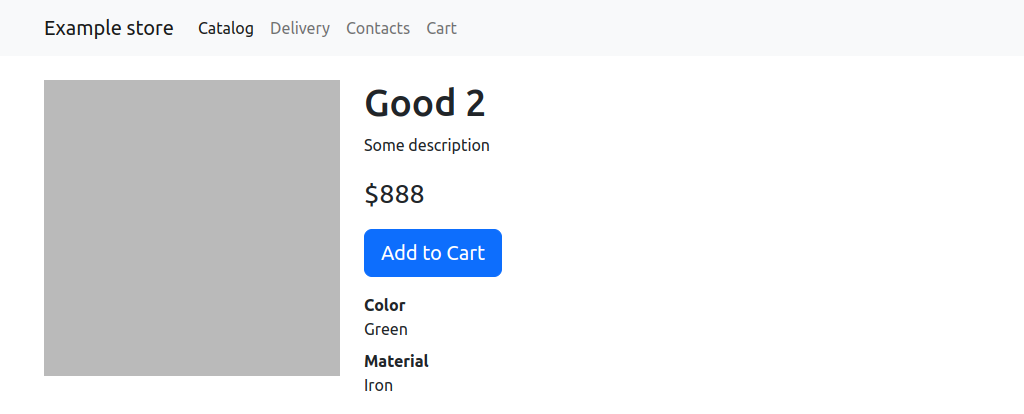 Example store Catalog Delivery Contacts Cart
Good 2
Some description
$888
Add to Cart
Color
Green
Material
Iron